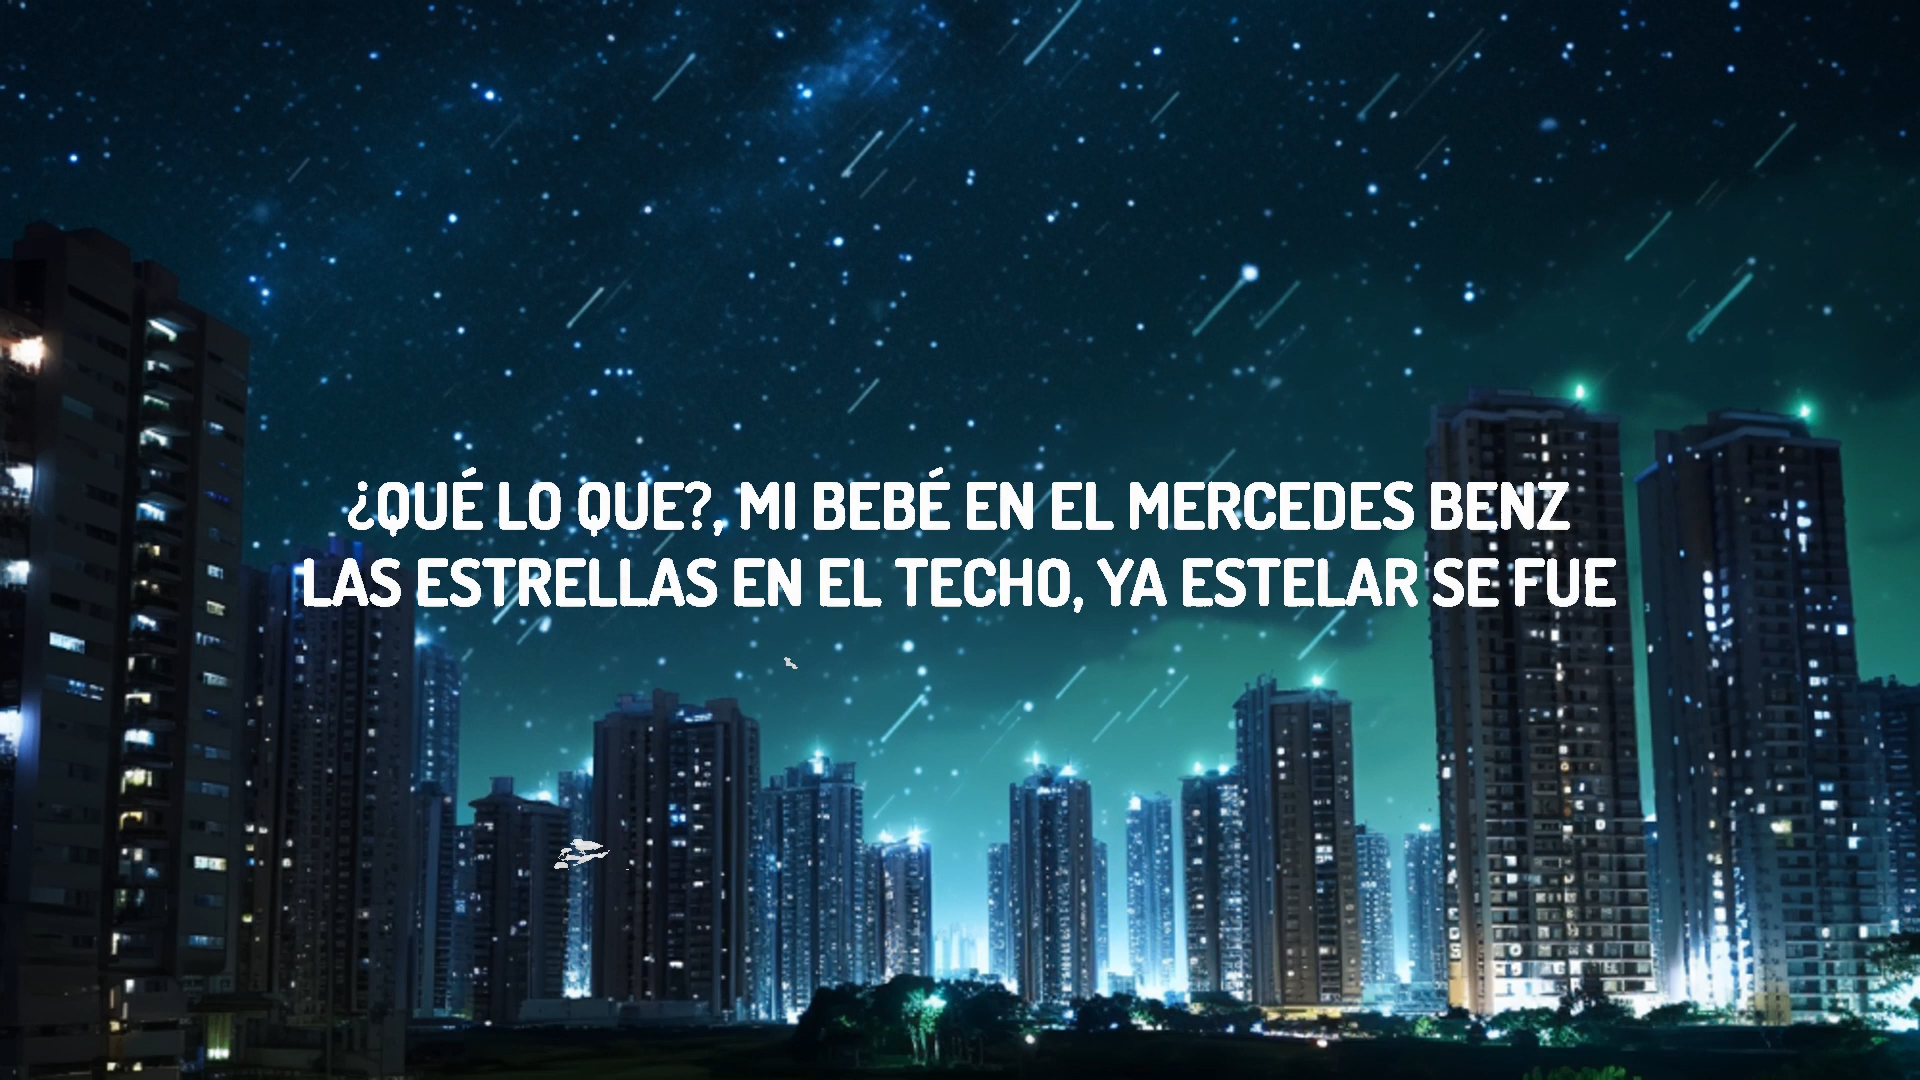 ¿QUÉ LO QUE?, MI BEBÉ EN EL MERCEDES BENZ
LAS ESTRELLAS EN EL TECHO, YA ESTELAR SE FUE